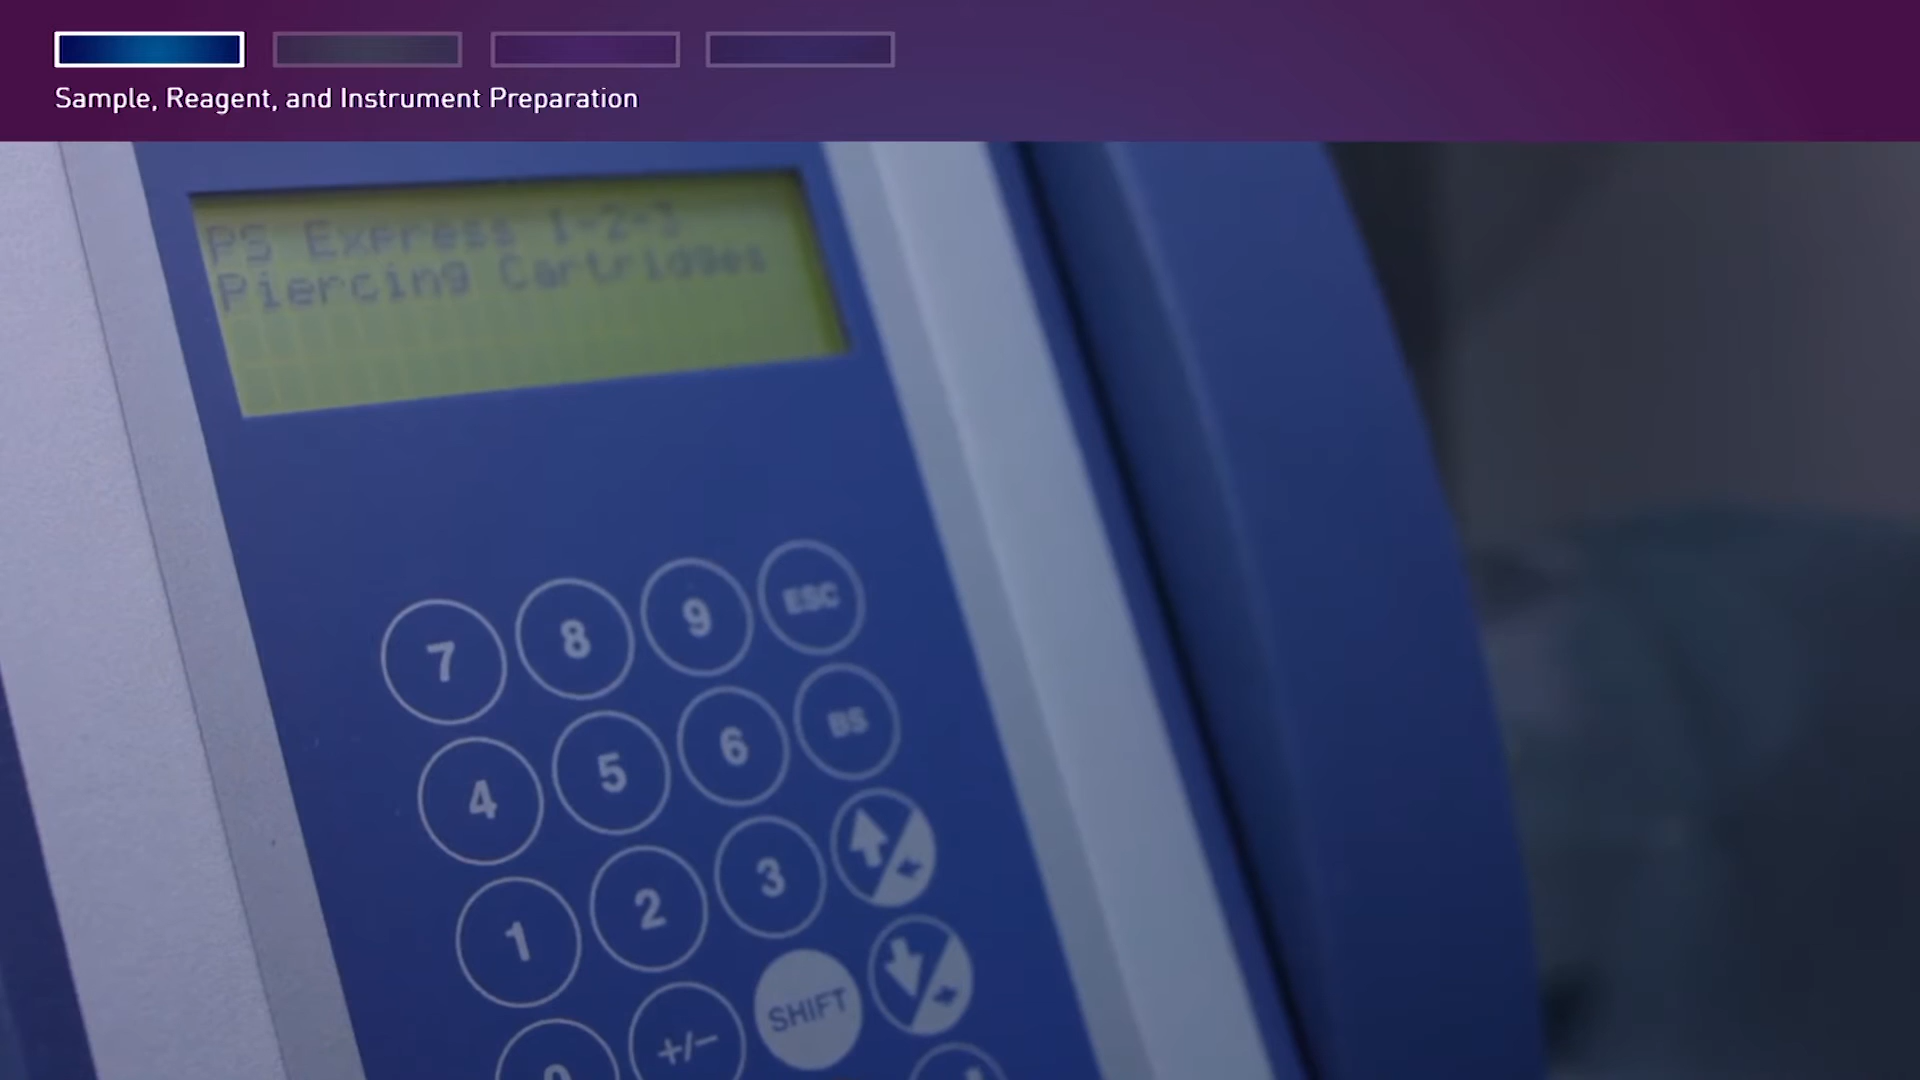 Sample, Reagent, and Instrument Preparation
PS Express 1-2-3
Piercing Cartridges
7 8 9 ESC
4 5 6 BS
1 2 3
0 +/- SHIFT